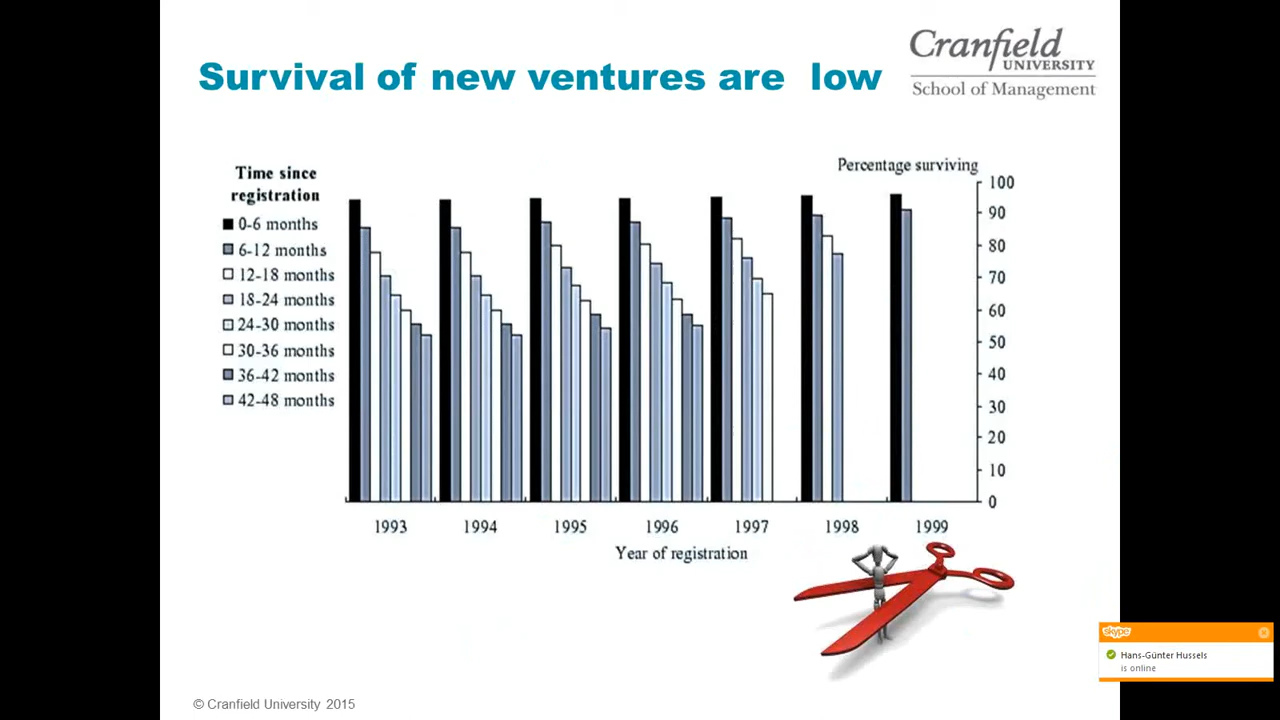 Survival of new ventures are  low
Cranfield
UNIVERSITY
School of Management
Time since
registration
0-6 months
6-12 months
12-18 months
18-24 months
24-30 months
30-36 months
36-42 months
42-48 months
Percentage surviving
100
90
80
70
60
50
40
30
20
10
0
1993 1994 1995 1996 1997 1998 1999
Year of registration
skype
Hans-Günter Hussels
is online
© Cranfield University 2015